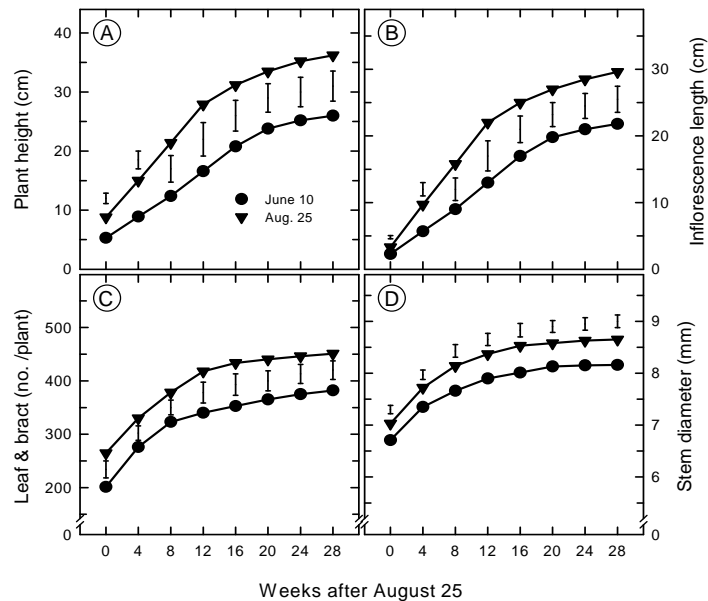 A
B
Plant height (cm)
40
30
20
10
0
June 10
Aug. 25
Inflorescence length (cm)
30
20
10
0
C
D
Leaf & bract (no. /plant)
500
400
300
200
0
Stem diameter (mm)
9
8
7
6
0
0 4 8 12 16 20 24 28
0 4 8 12 16 20 24 28
Weeks after August 25